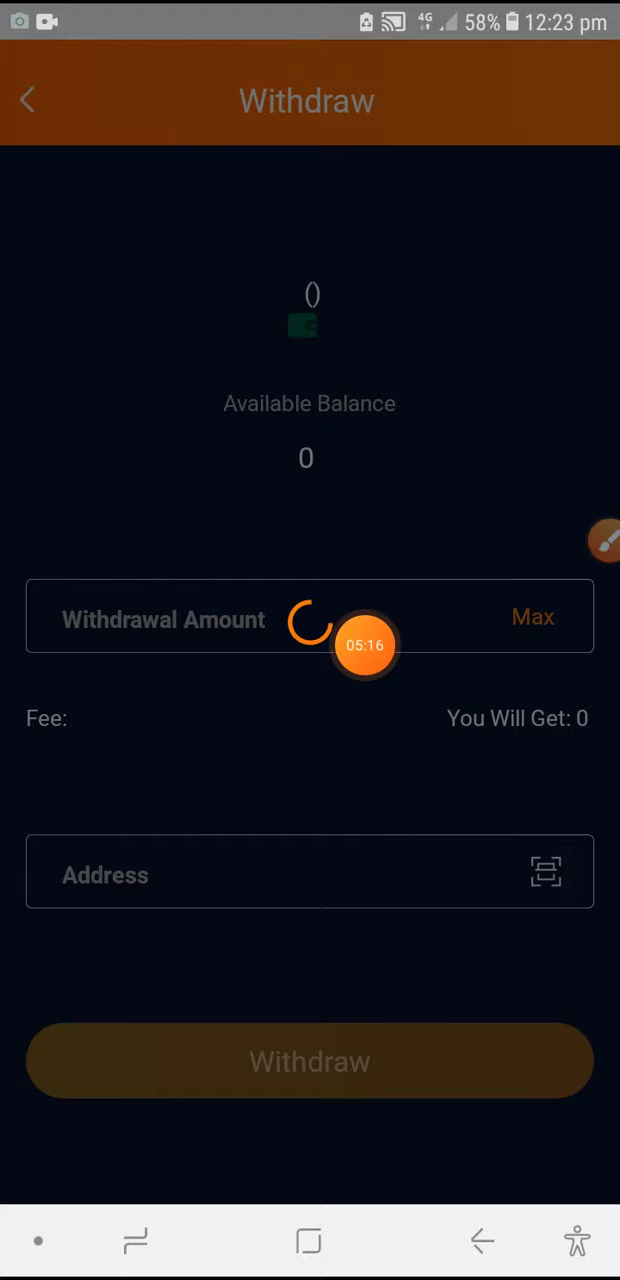 4G 58% 12:23 pm
Withdraw
()
Available Balance
0
Withdrawal Amount Max
05:16
Fee: You Will Get: 0
Address
Withdraw